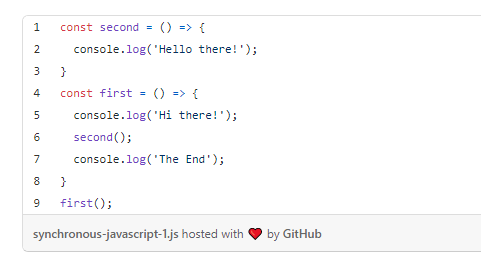 1 const second = () => {
2   console.log('Hello there!');
3 }
4 const first = () => {
5   console.log('Hi there!');
6   second();
7   console.log('The End');
8 }
9 first();
synchronous-javascript-1.js hosted with ❤ by GitHub